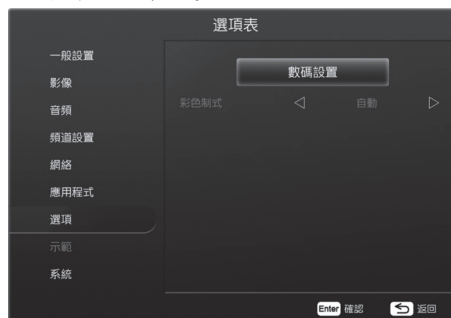 選項表
一般設置
影像
音頻
頻道設置
網絡
應用程式
選項
示範
系統
數碼設置
彩色制式 自動
Enter 確認 返回